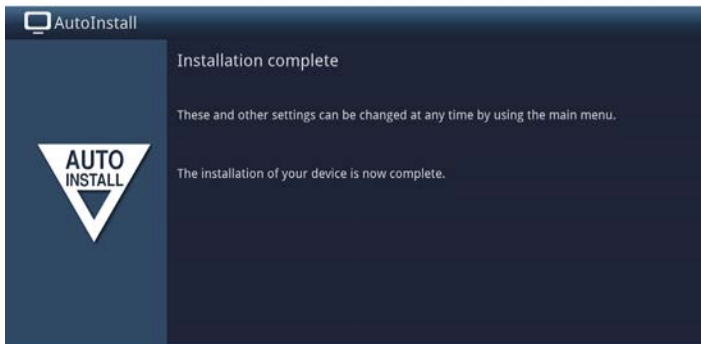 AutoInstall
Installation complete
These and other settings can be changed at any time by using the main menu.
AUTO
INSTALL
The installation of your device is now complete.